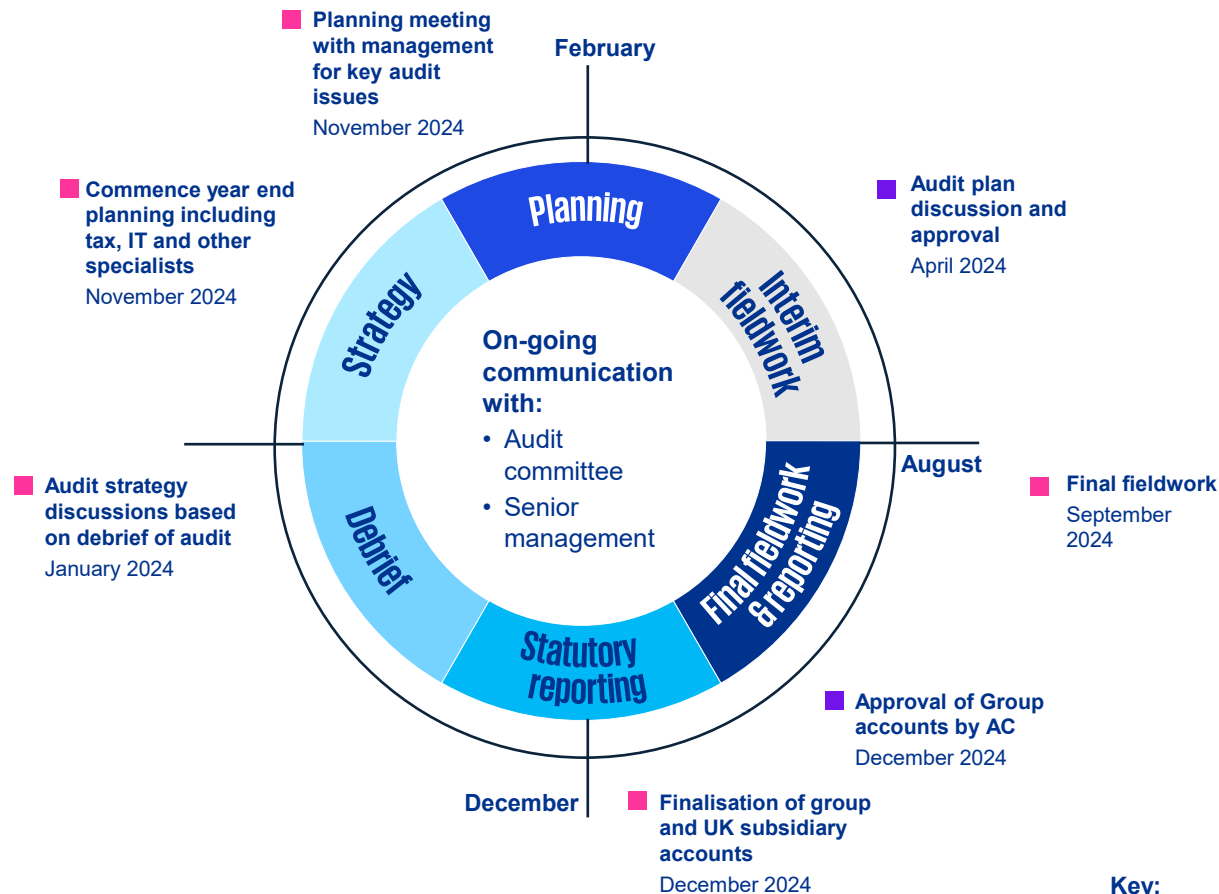 Planning meeting
with management
for key audit
issues
November 2024
February
Commence year end
planning including
tax, IT and other
specialists
November 2024
Audit plan
discussion and
approval
April 2024
Planning
Strategy
Interim
fieldwork
On-going
communication
with:
• Audit
committee
• Senior
management
August
Audit strategy
discussions based
on debrief of audit
January 2024
Final fieldwork
September
2024
Debrief
Final fieldwork
& reporting
Statutory
reporting
Approval of Group
accounts by AC
December 2024
December
Finalisation of group
and UK subsidiary
accounts
December 2024
Key: